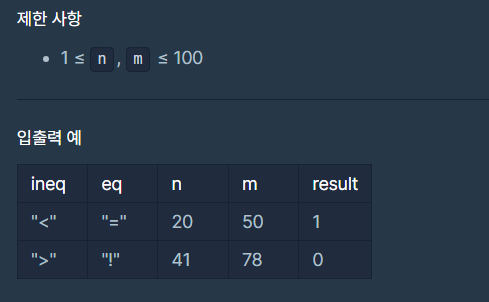 제한 사항
• 1 ≤ n, m ≤ 100
입출력 예
ineq eq n m result
"<" "=" 20 50 1
">" "!" 41 78 0